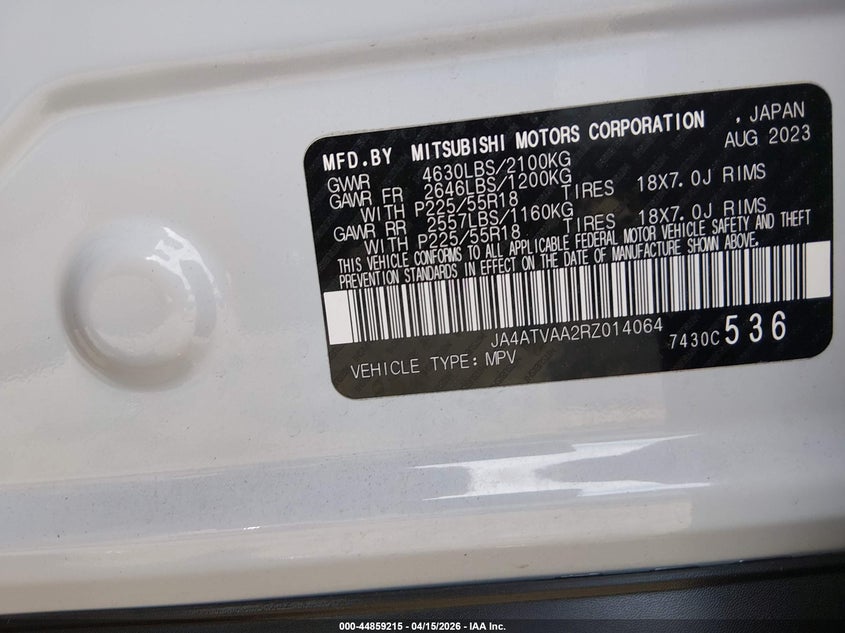 MFD.BY MITSUBISHI MOTORS CORPORATION , JAPAN
AUG 2023
GVWR 4630LBS/2100KG
GAWR FR 2646LBS/1200KG TIRES 18X7.0J RIMS
WITH P225/55R18
GAWR RR 2557LBS/1160KG TIRES 18X7.0J RIMS
WITH P225/55R18
THIS VEHICLE CONFORMS TO ALL APPLICABLE FEDERAL MOTOR VEHICLE SAFETY AND THEFT
PREVENTION STANDARDS IN EFFECT ON THE DATE OF MANUFACTURE SHOWN ABOVE.
JA4ATVAA2RZ014064
7430C536
VEHICLE TYPE: MPV
000-44859215 - 04/15/2026 - IAA Inc.